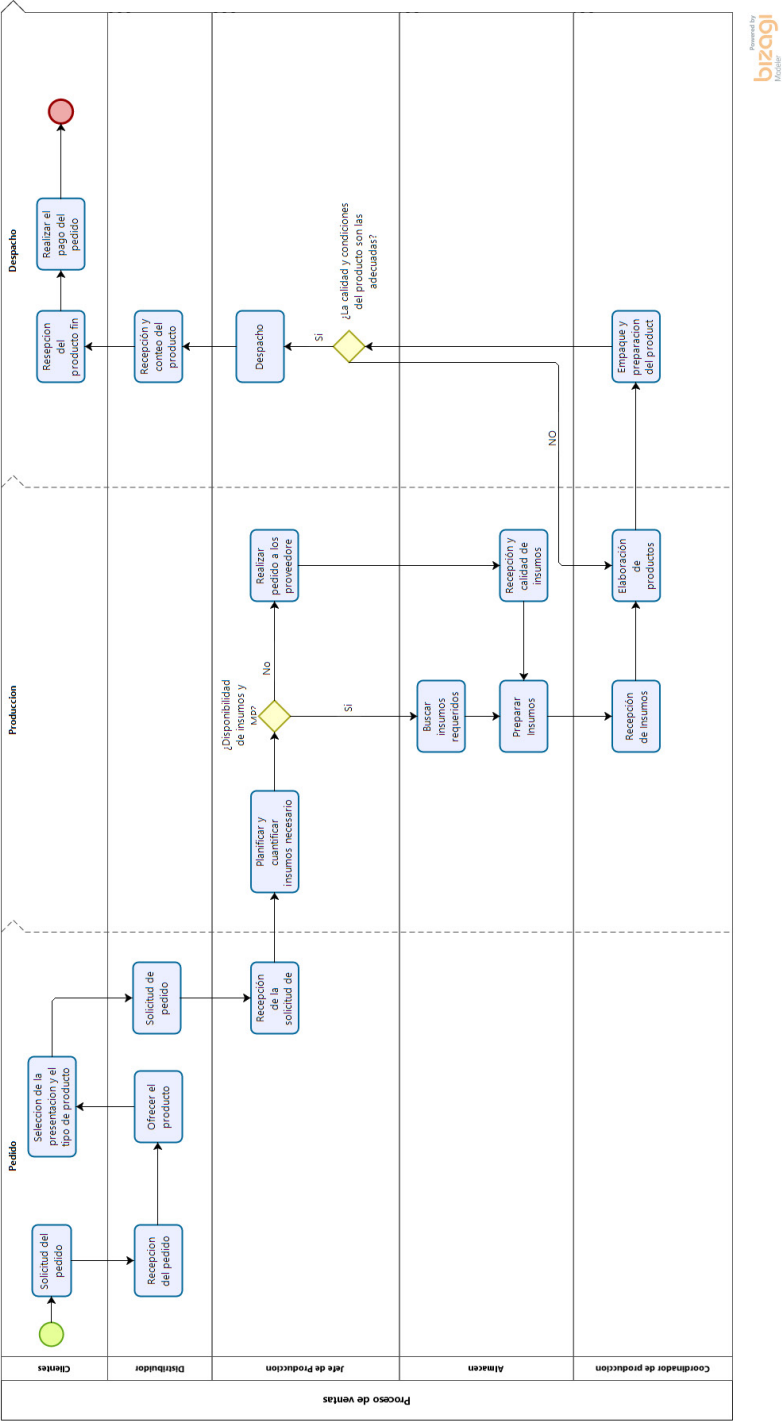 Proceso de ventas
Pedido
Produccion
Despacho
Clientes
Distribuidor
Jefe de Produccion
Almacen
Coordinador de produccion
Solicitud del
pedido
Seleccion de la
presentacion y el
tipo de producto
Resepcion
del
producto fin
Realizar el
pago del
pedido
Recepcion
del pedido
Ofrecer el
producto
Solicitud de
pedido
Recepción y
conteo del
producto
Recepción
de la
solicitud de
Planificar y
cuantificar
insumos necesario
¿Disponibilidad
de insumos y
MP?
No
Si
Realizar
pedido a los
proveedore
Despacho
Si
¿La calidad y condiciones
del producto son las
adecuadas?
NO
Buscar
insumos
requeridos
Preparar
Insumos
Recepción y
calidad de
insumos
Recepción
de Insumos
Elaboración
de
productos
Empaque y
preparacion
del product
Powered by
bizagi
Modeler